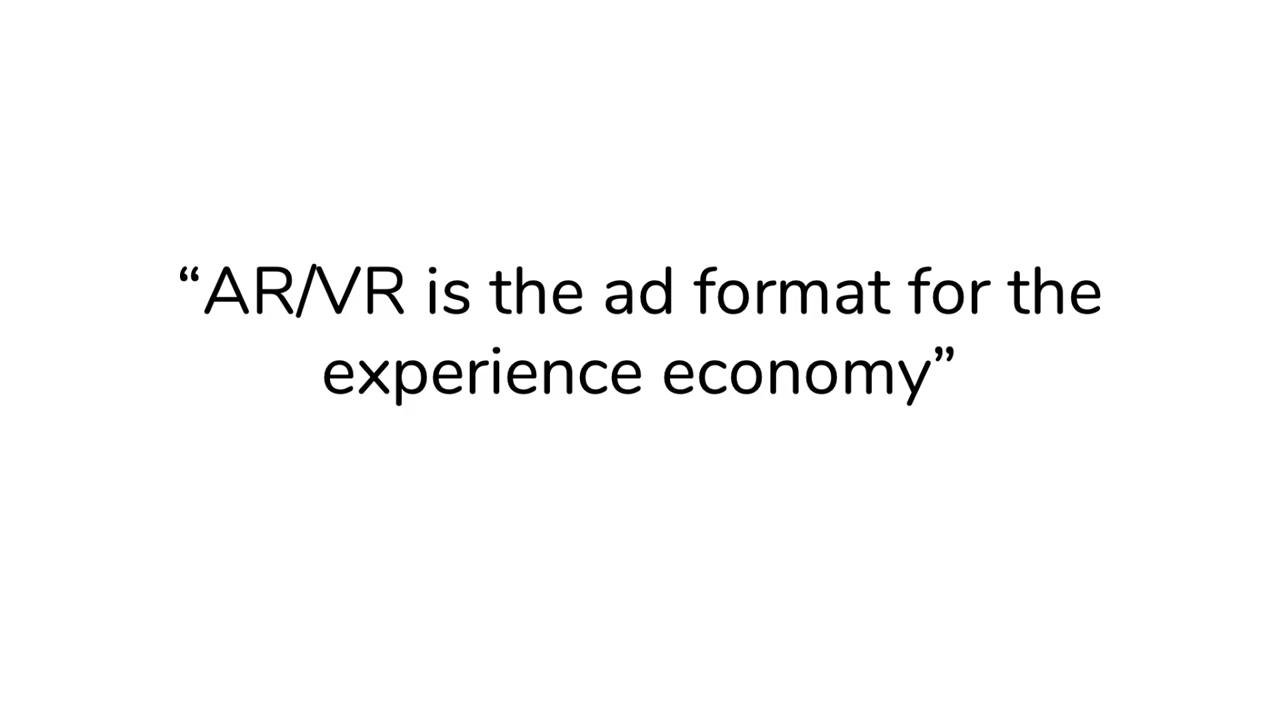 “AR/VR is the ad format for the
experience economy”